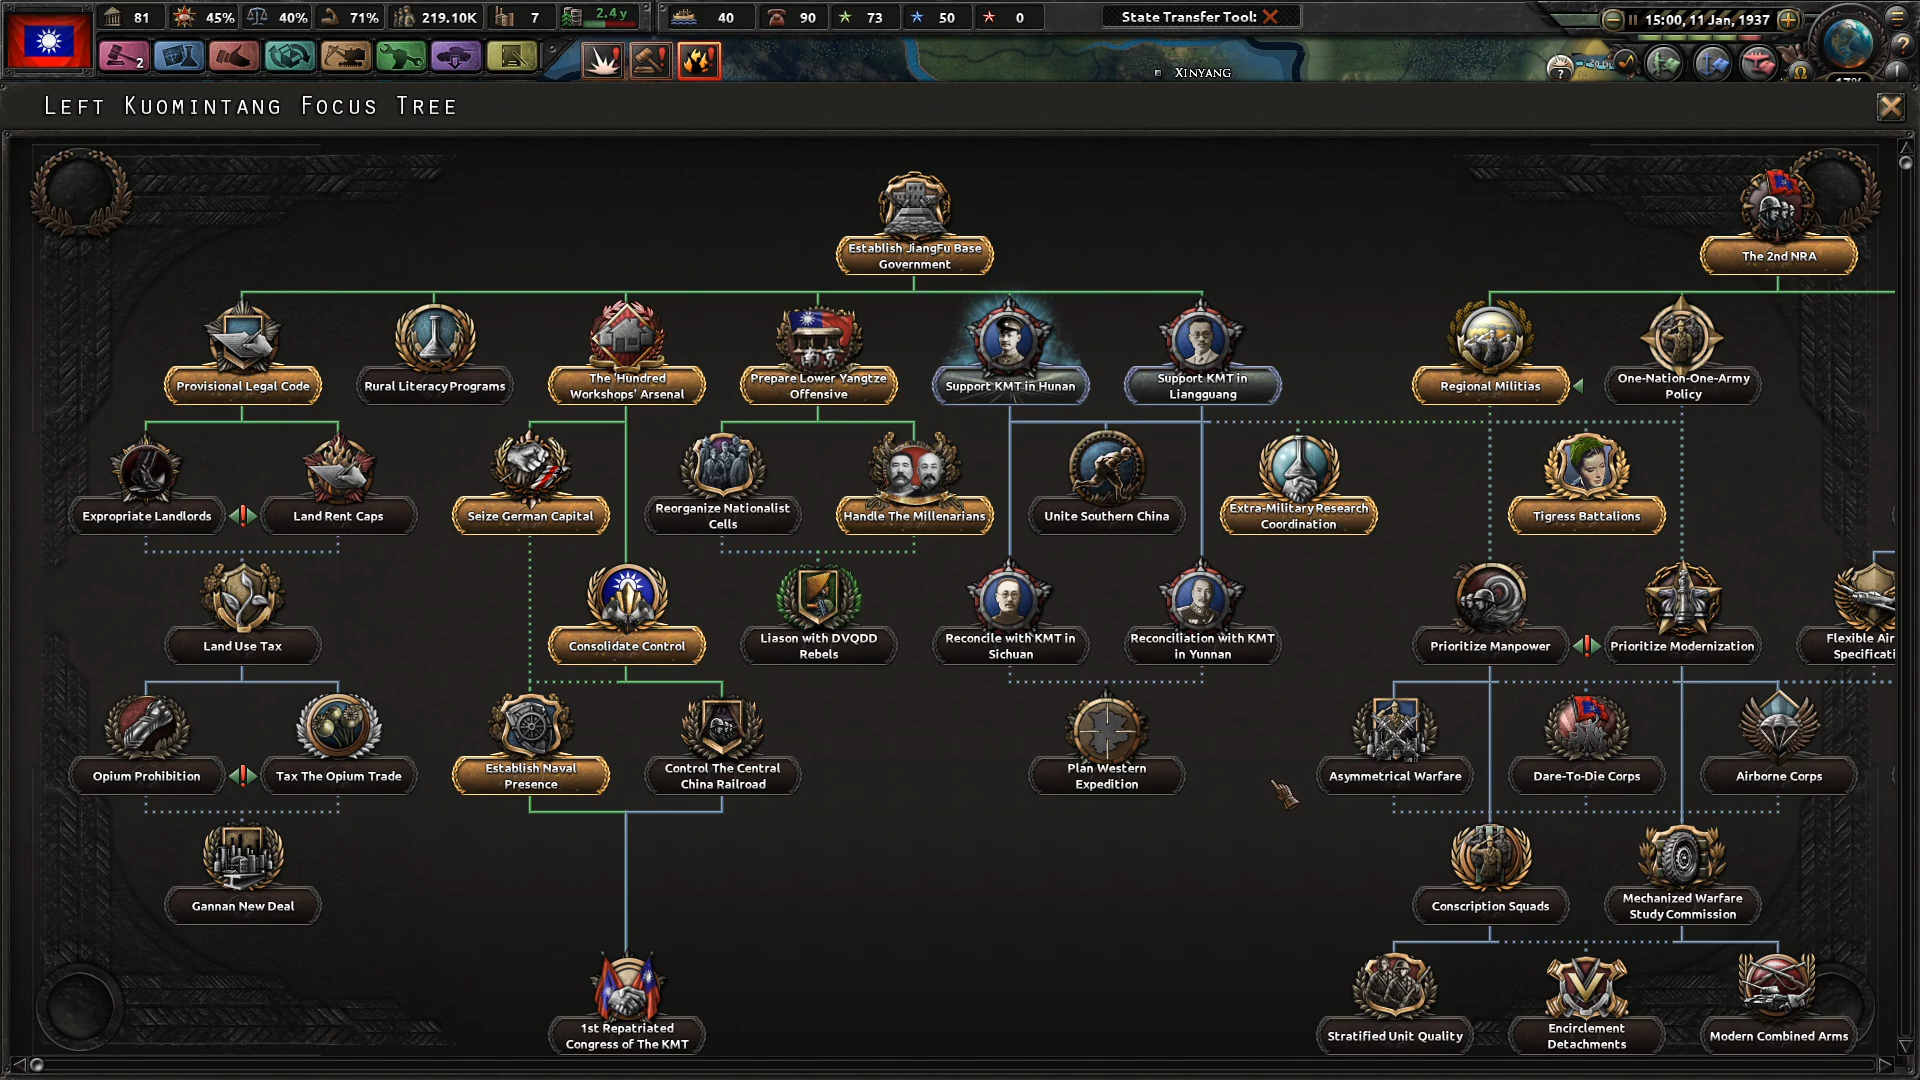 81
45%
40%
71%
219.10K
7
2.4 y
40
90
73
50
0
State Transfer Tool:
15:00, 11 Jan, 1937
2
XINYANG
LEFT KUOMINTANG FOCUS TREE
Establish JiangFu Base
Government
The 2nd NRA
南京
Provisional Legal Code
Rural Literacy Programs
The 'Hundred
Workshops' Arsenal
Prepare Lower Yangtze
Offensive
Support KMT in Hunan
Support KMT in
Liangguang
Regional Militias
One-Nation-One-Army
Policy
Expropriate Landlords
Land Rent Caps
Seize German Capital
Reorganize Nationalist
Cells
Handle The Millenarians
Unite Southern China
Extra-Military Research
Coordination
Tigress Battalions
Land Use Tax
Consolidate Control
Liason with DVQDD
Rebels
Reconcile with KMT in
Sichuan
Reconciliation with KMT
in Yunnan
Prioritize Manpower
Prioritize Modernization
Flexible Air
Specificati
Opium Prohibition
Tax The Opium Trade
Establish Naval
Presence
Control The Central
China Railroad
Plan Western
Expedition
Asymmetrical Warfare
Dare-To-Die Corps
Airborne Corps
Gannan New Deal
Conscription Squads
Mechanized Warfare
Study Commission
1st Repatriated
Congress of The KMT
Stratified Unit Quality
Encirclement
Detachments
Modern Combined Arms